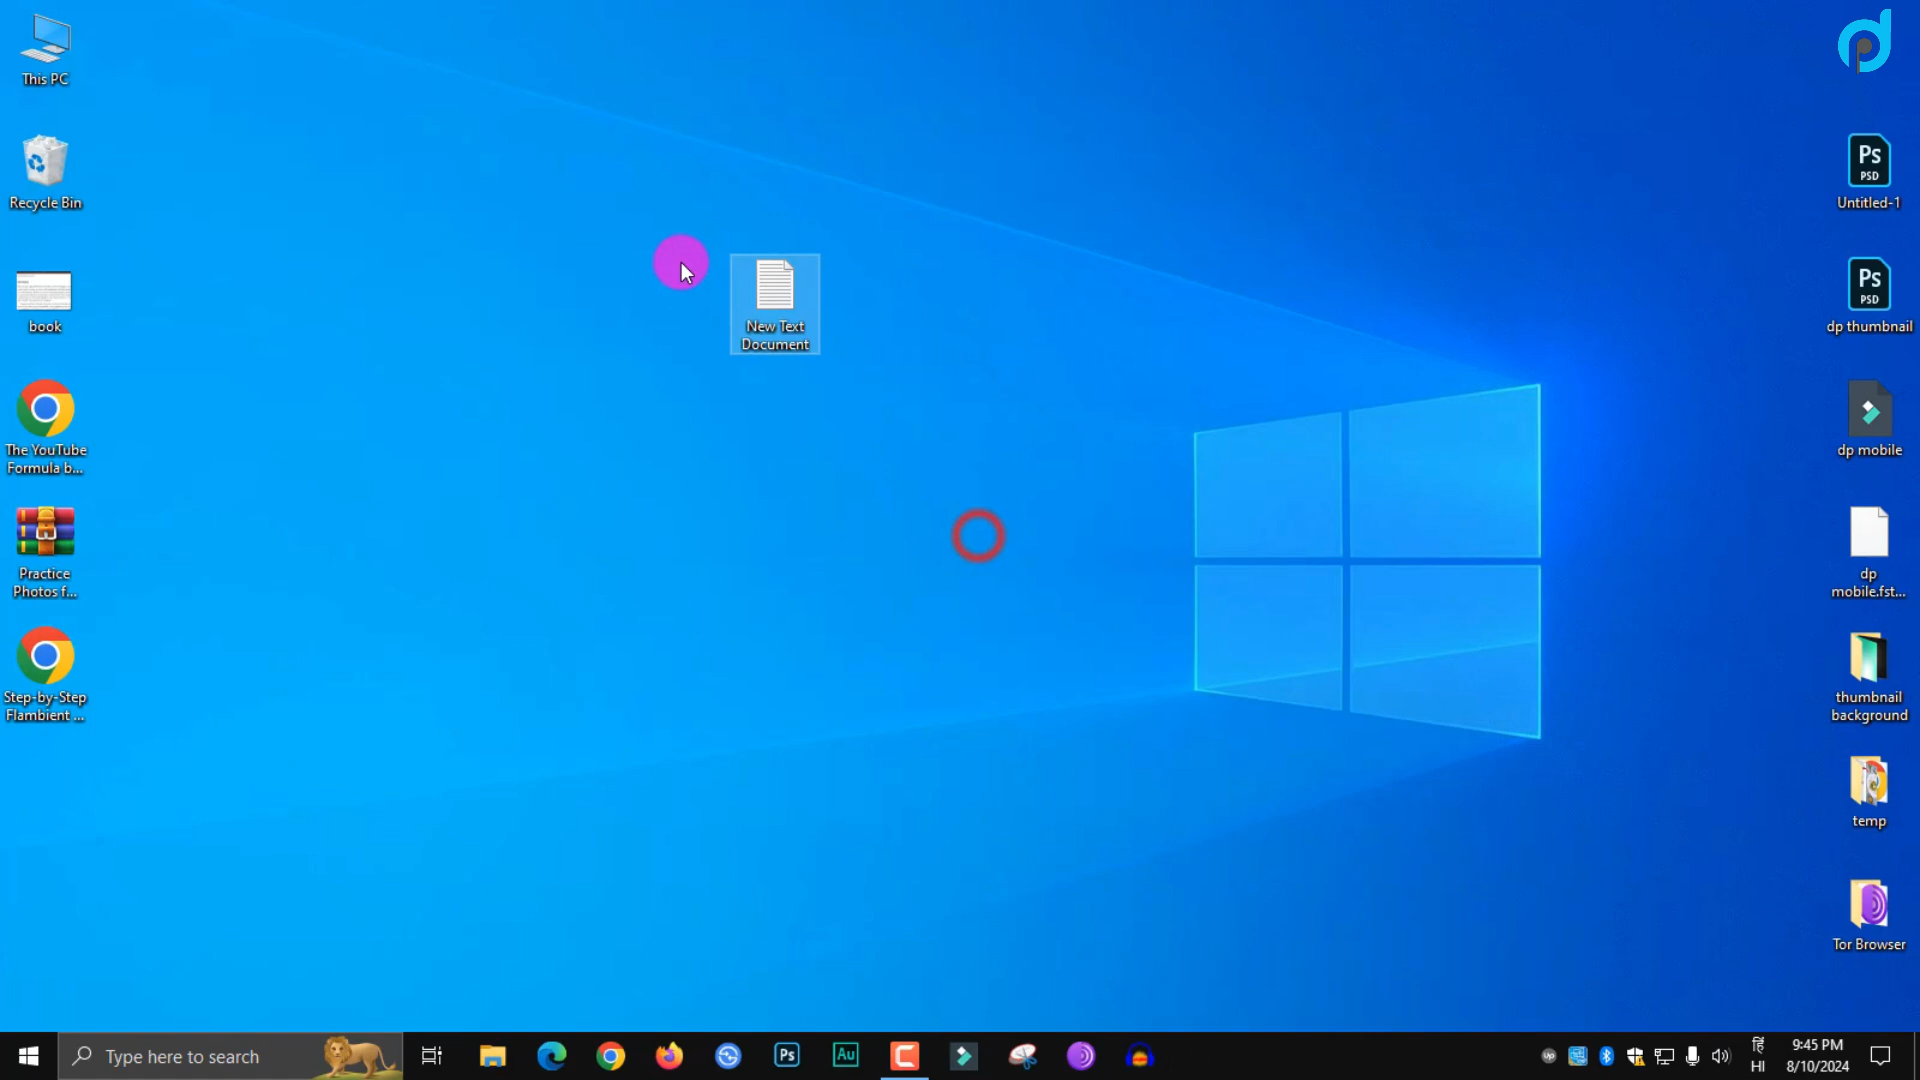 This PC
Recycle Bin
book
The YouTube
Formula b...
Practice
Photos f...
Step-by-Step
Flambient ...
New Text
Document
Ps
PSD
Untitled-1
Ps
PSD
dp thumbnail
dp mobile
dp
mobile.fst...
thumbnail
background
temp
Tor Browser
Type here to search
Ps
Au
up
हिं
HI
9:45 PM
8/10/2024